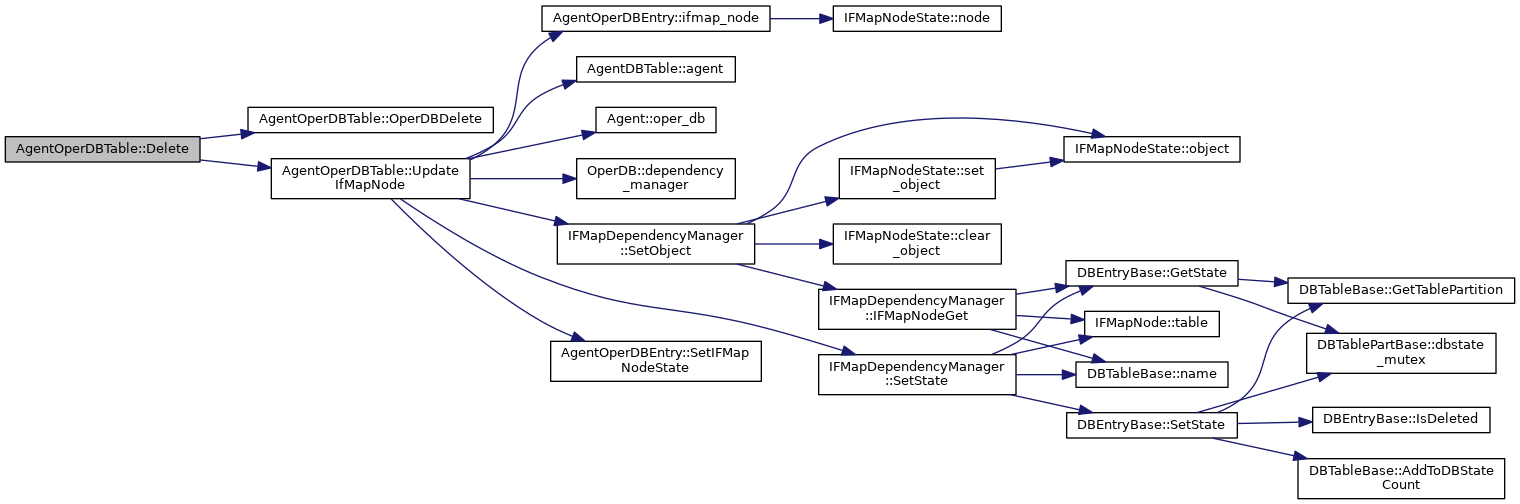 AgentOperDBTable::Delete
AgentOperDBTable::OperDBDelete
AgentOperDBTable::Update
IfMapNode
AgentOperDBEntry::ifmap_node
IFMapNodeState::node
AgentDBTable::agent
Agent::oper_db
OperDB::dependency
_manager
IFMapDependencyManager
::SetObject
AgentOperDBEntry::SetIFMap
NodeState
IFMapNodeState::set
_object
IFMapNodeState::object
IFMapNodeState::clear
_object
IFMapDependencyManager
::IFMapNodeGet
IFMapDependencyManager
::SetState
DBEntryBase::GetState
IFMapNode::table
DBTableBase::name
DBEntryBase::SetState
DBTableBase::GetTablePartition
DBTablePartBase::dbstate
_mutex
DBEntryBase::IsDeleted
DBTableBase::AddToDBState
Count